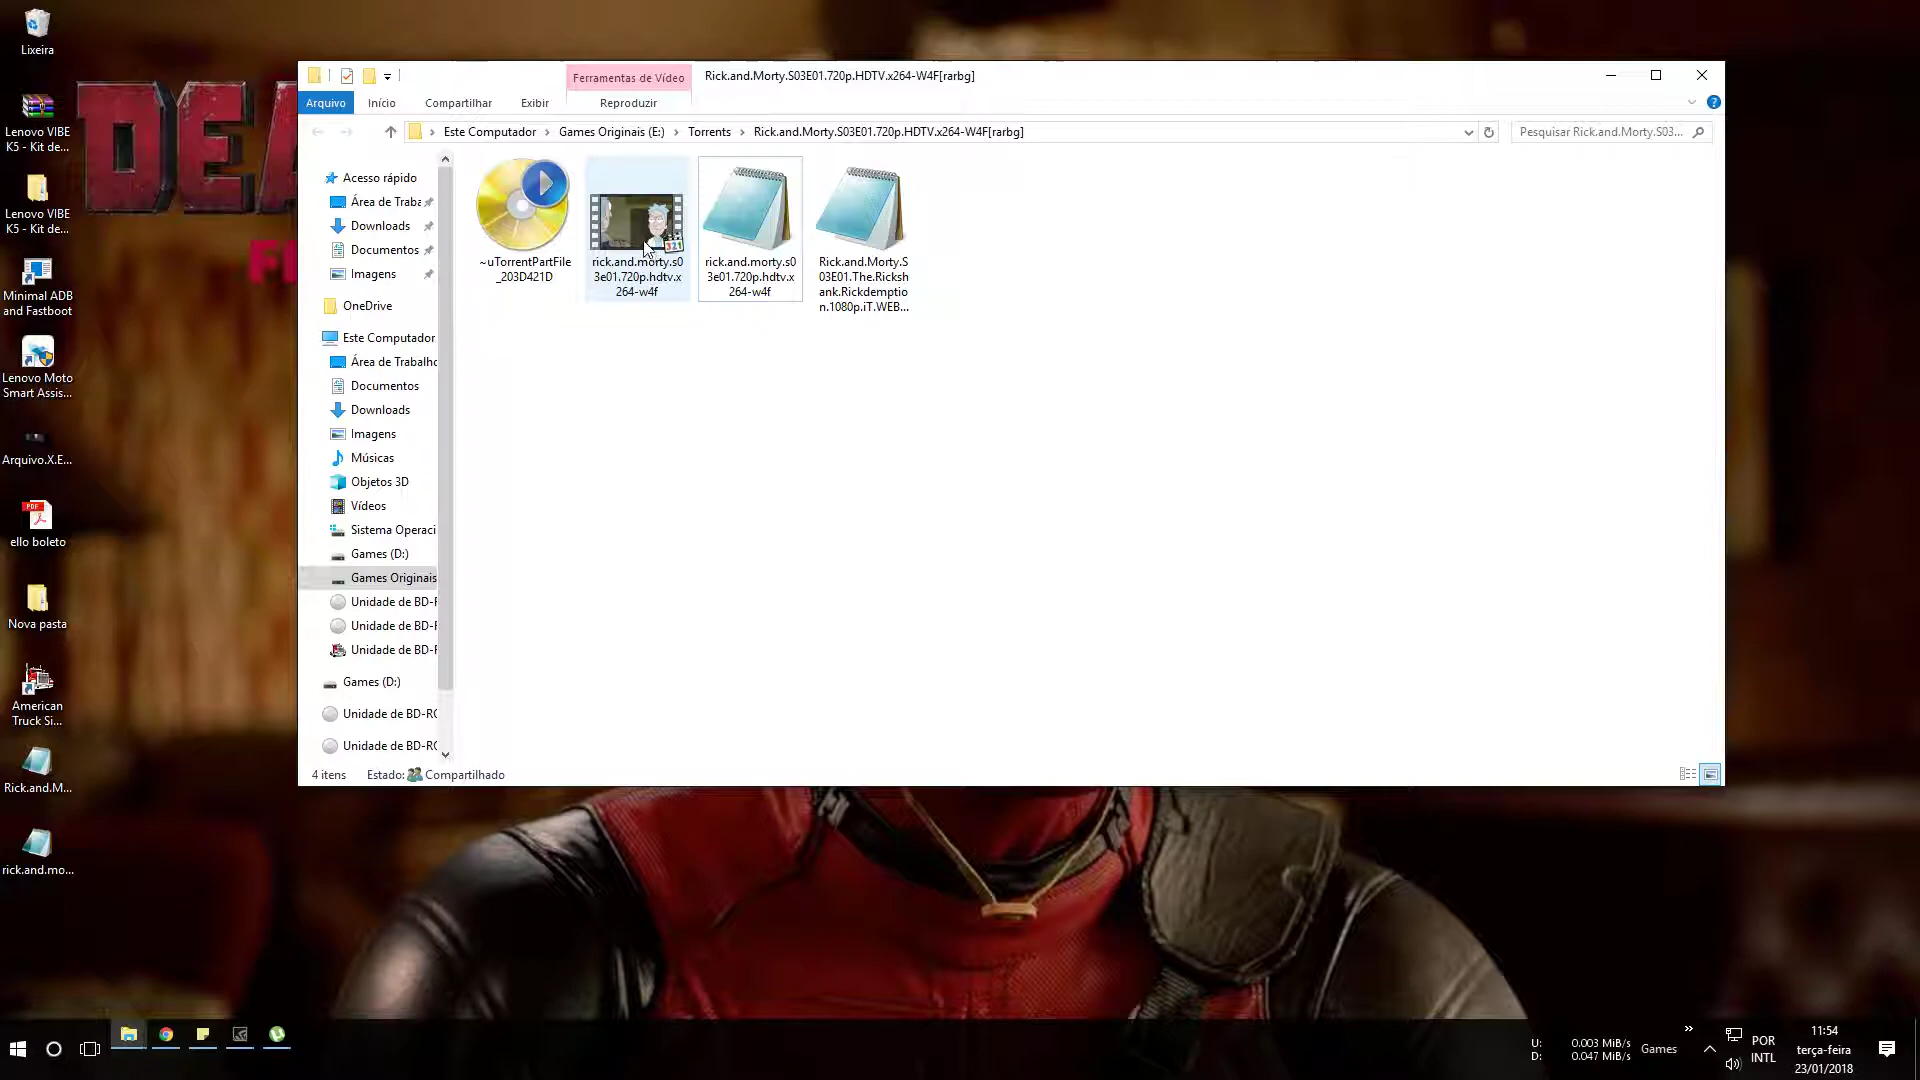 Lixeira
Lenovo VIBE
K5 - Kit de...
Lenovo VIBE
K5 - Kit de...
Minimal ADB
and Fastboot
Lenovo Moto
Smart Assis...
Arquivo.X.E...
ello boleto
Nova pasta
American
Truck Si...
Rick.and.M...
rick.and.mo...
DEA
Ferramentas de Vídeo
Rick.and.Morty.S03E01.720p.HDTV.x264-W4F[rarbg]
Arquivo
Início
Compartilhar
Exibir
Reproduzir
Este Computador
Games Originais (E:)
Torrents
Rick.and.Morty.S03E01.720p.HDTV.x264-W4F[rarbg]
Pesquisar Rick.and.Morty.S03...
Acesso rápido
Área de Traba
Downloads
Documentos
Imagens
OneDrive
Este Computador
Área de Trabalho
Documentos
Downloads
Imagens
Músicas
Objetos 3D
Vídeos
Sistema Operaci
Games (D:)
Games Originais
Unidade de BD-R
Unidade de BD-R
Unidade de BD-R
Games (D:)
Unidade de BD-RO
Unidade de BD-RO
~uTorrentPartFile
_203D421D
321
rick.and.morty.s0
3e01.720p.hdtv.x
264-w4f
rick.and.morty.s0
3e01.720p.hdtv.x
264-w4f
Rick.and.Morty.S
03E01.The.Ricksh
ank.Rickdemptio
n.1080p.iT.WEB...
4 itens
Estado:
Compartilhado
U: 0.003 MiB/s
D: 0.047 MiB/s
Games
POR
INTL
11:54
terça-feira
23/01/2018